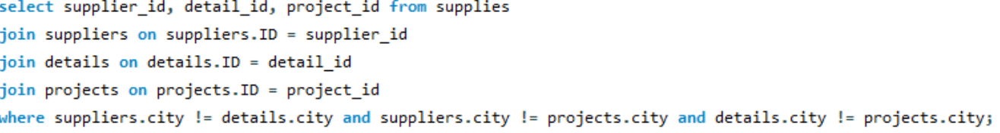 select supplier_id, detail_id, project_id from supplies
join suppliers on suppliers.ID = supplier_id
join details on details.ID = detail_id
join projects on projects.ID = project_id
where suppliers.city != details.city and suppliers.city != projects.city and details.city != projects.city;